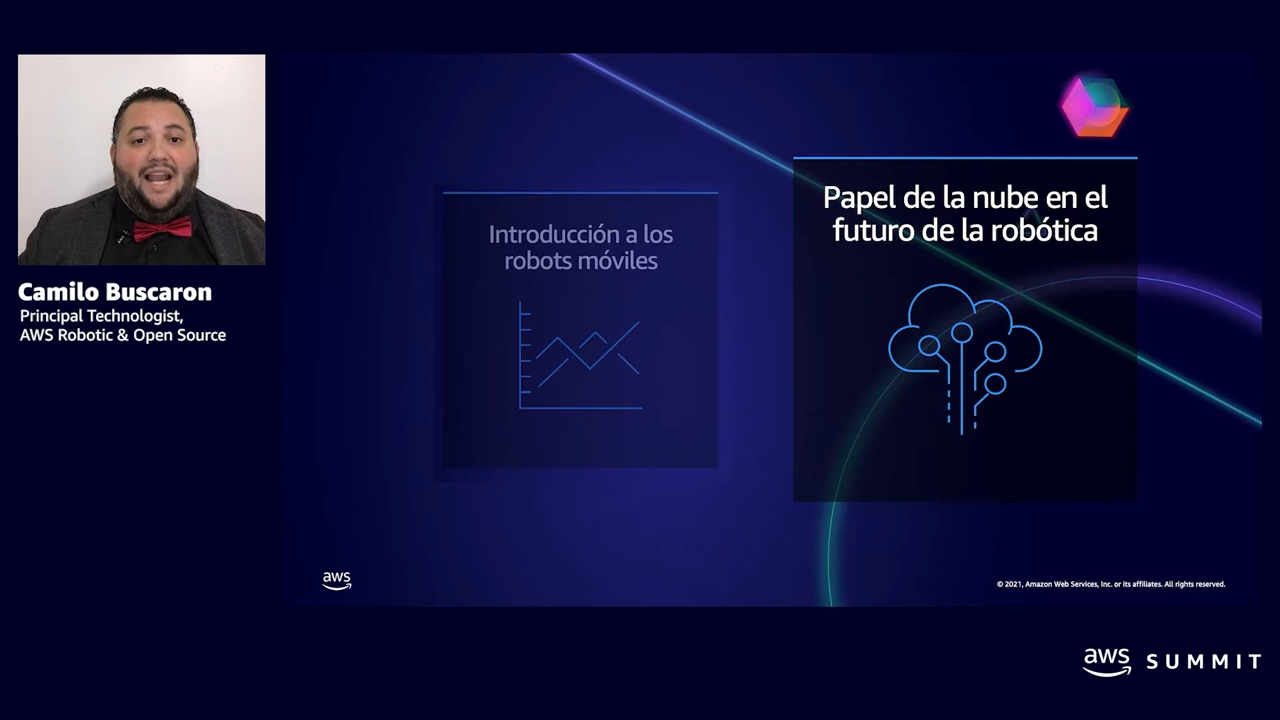 Camilo Buscaron
Principal Technologist,
AWS Robotic & Open Source
Introducción a los
robots móviles
Papel de la nube en el
futuro de la robótica
aws
© 2021, Amazon Web Services, Inc. or its affiliates. All rights reserved.
aws SUMMIT